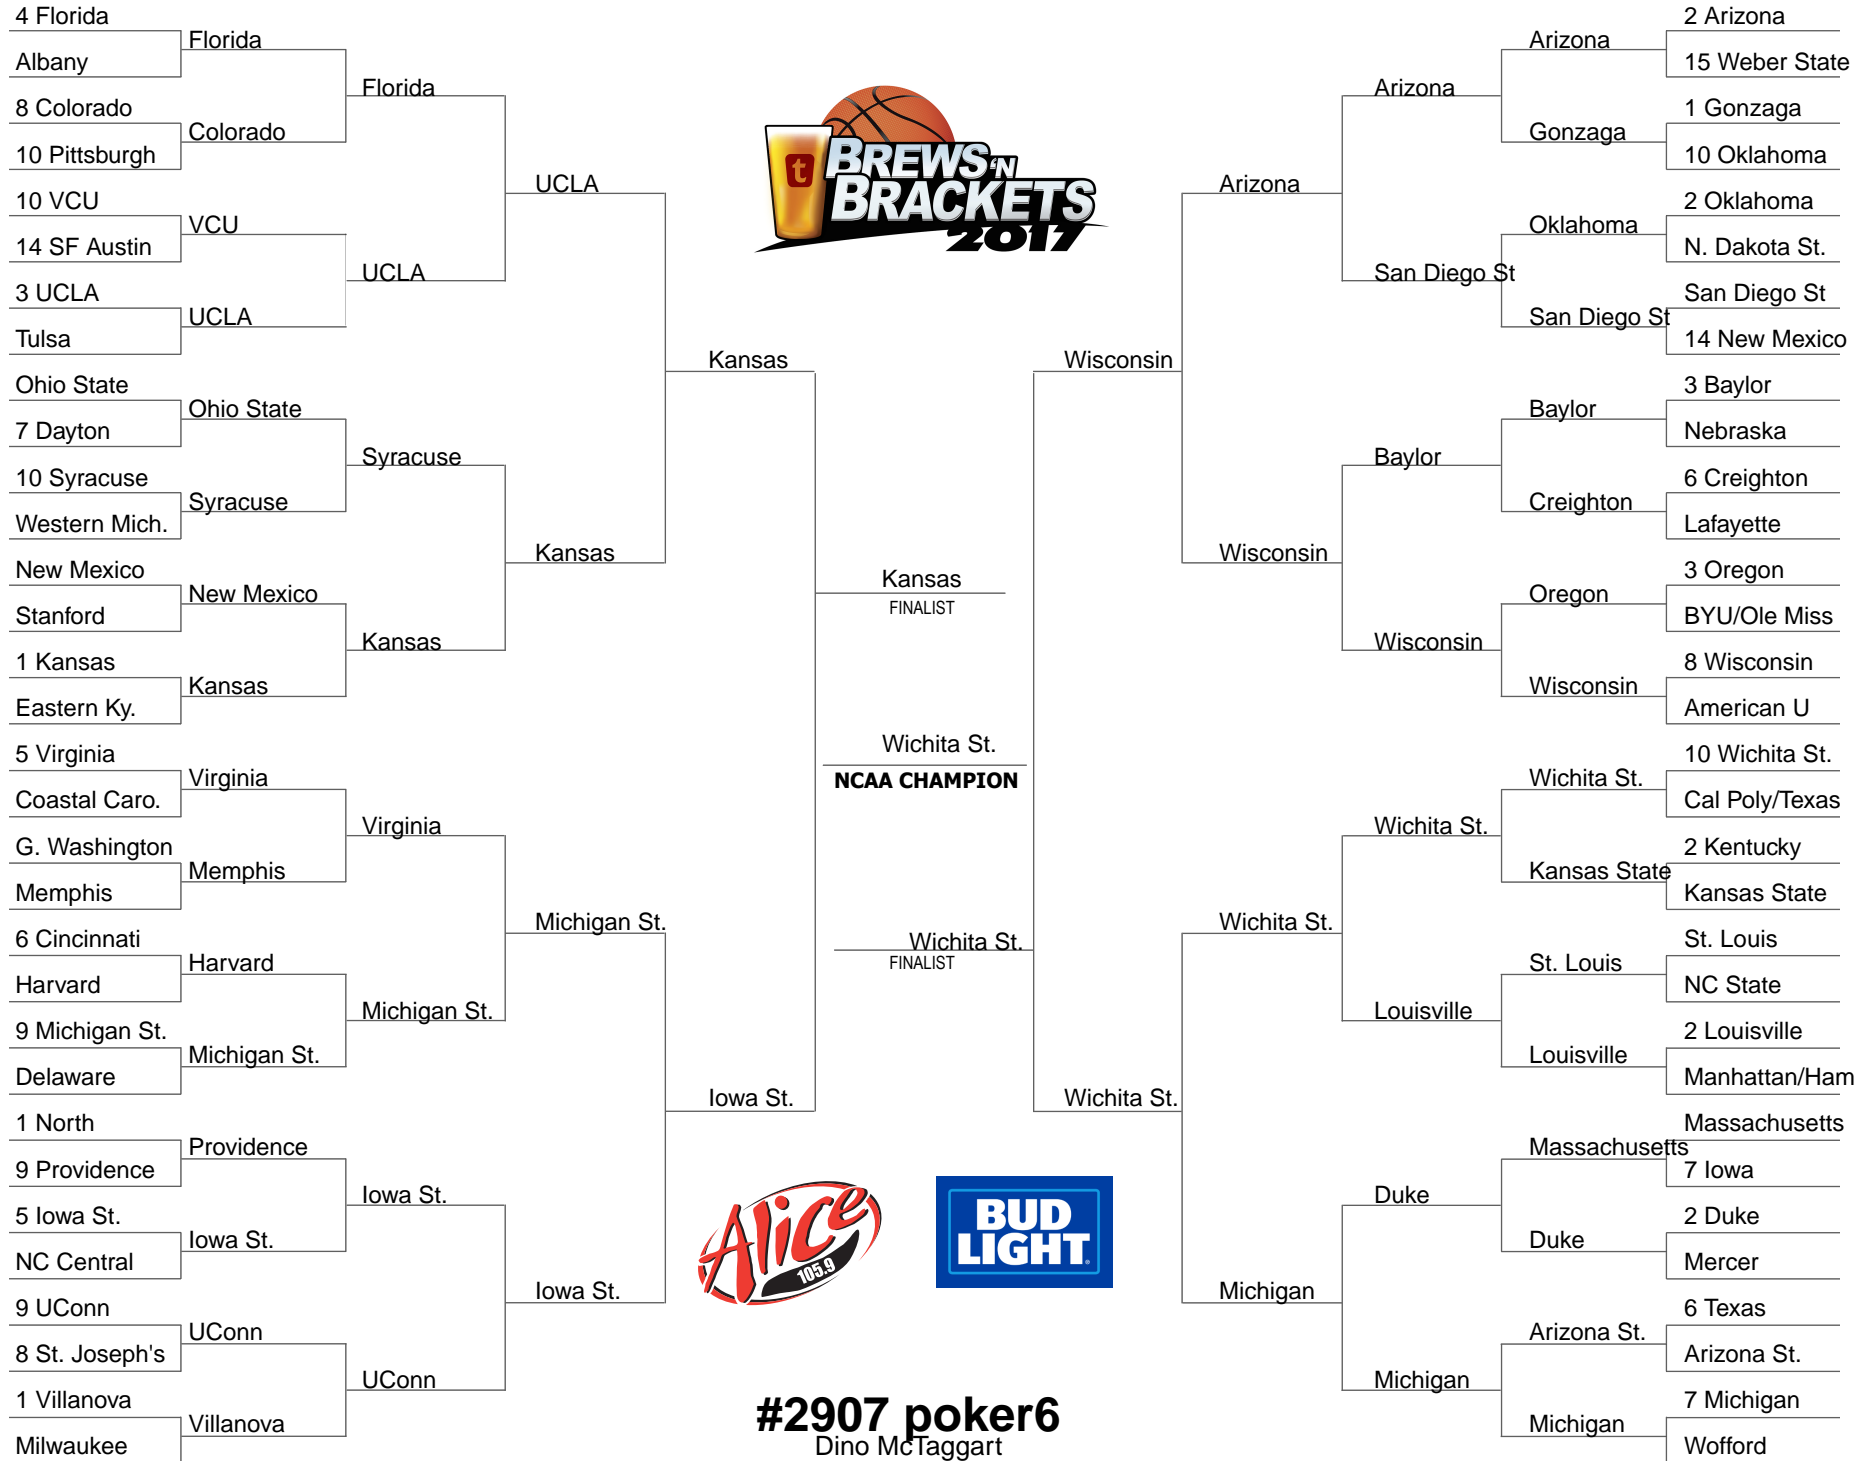 4 Florida
Albany
8 Colorado
10 Pittsburgh
10 VCU
14 SF Austin
3 UCLA
Tulsa
Ohio State
7 Dayton
10 Syracuse
Western Mich.
New Mexico
Stanford
1 Kansas
Eastern Ky.
5 Virginia
Coastal Caro.
G. Washington
Memphis
6 Cincinnati
Harvard
9 Michigan St.
Delaware
1 North
9 Providence
5 Iowa St.
NC Central
9 UConn
8 St. Joseph's
1 Villanova
Milwaukee
Florida
Colorado
VCU
UCLA
Ohio State
Syracuse
New Mexico
Kansas
Virginia
Memphis
Harvard
Michigan St.
Providence
Iowa St.
UConn
Villanova
Florida
UCLA
Syracuse
Kansas
Virginia
Michigan St.
Iowa St.
UConn
UCLA
Kansas
Michigan St.
Iowa St.
Kansas
Iowa St.
t
BREWS 'N
BRACKETS
2017
Kansas
FINALIST
Wichita St.
NCAA CHAMPION
Wichita St.
FINALIST
Alice
105.9
BUD
LIGHT
#2907 poker6
Dino McTaggart
Wisconsin
Wichita St.
Arizona
Wisconsin
Wichita St.
Michigan
Arizona
San Diego St
Baylor
Wisconsin
Wichita St.
Louisville
Duke
Michigan
Arizona
Gonzaga
Oklahoma
San Diego St
Baylor
Creighton
Oregon
Wisconsin
Wichita St.
Kansas State
St. Louis
Louisville
Massachusetts
Duke
Arizona St.
Michigan
2 Arizona
15 Weber State
1 Gonzaga
10 Oklahoma
2 Oklahoma
N. Dakota St.
San Diego St
14 New Mexico
3 Baylor
Nebraska
6 Creighton
Lafayette
3 Oregon
BYU/Ole Miss
8 Wisconsin
American U
10 Wichita St.
Cal Poly/Texas
2 Kentucky
Kansas State
St. Louis
NC State
2 Louisville
Manhattan/Ham
Massachusetts
7 Iowa
2 Duke
Mercer
6 Texas
Arizona St.
7 Michigan
Wofford